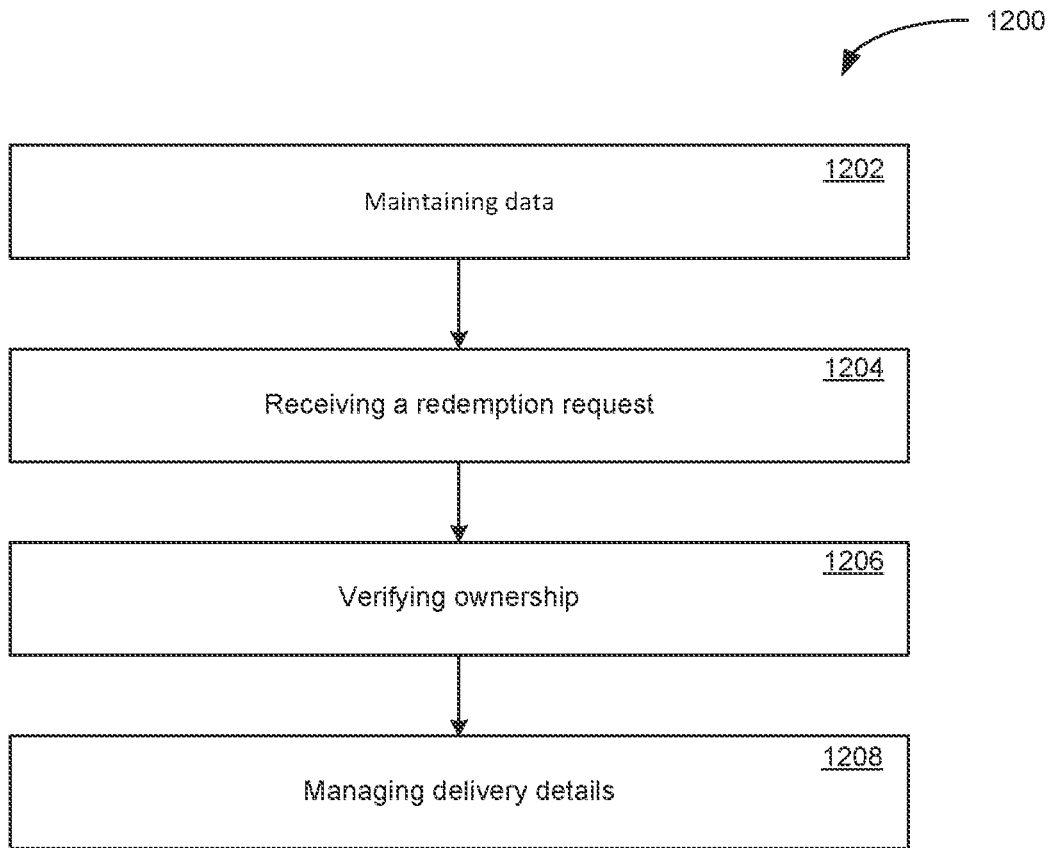 1200
1202
Maintaining data
1204
Receiving a redemption request
1206
Verifying ownership
1208
Managing delivery details